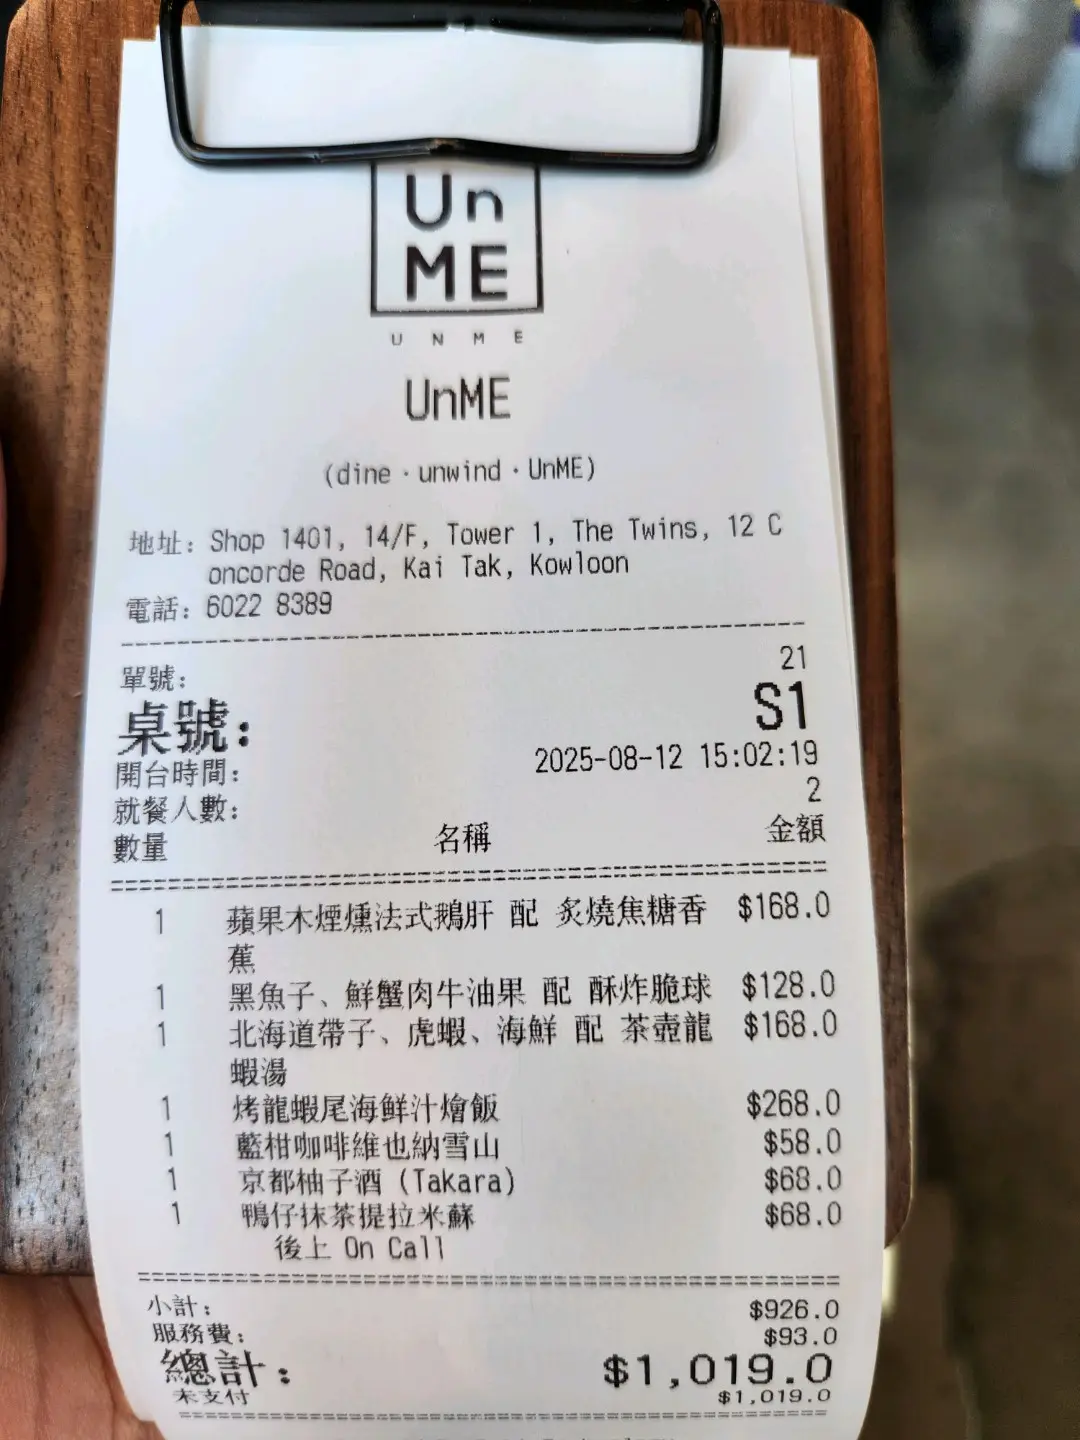 Un
ME
U N M E
UnME
(dine · unwind · UnME)
地址: Shop 1401, 14/F, Tower 1, The Twins, 12 C
oncorde Road, Kai Tak, Kowloon
電話: 6022 8389
單號: 21
桌號: S1
開台時間: 2025-08-12 15:02:19
就餐人數: 2
數量 名稱 金額
1 蘋果木煙燻法式鵝肝 配 炙燒焦糖香 $168.0
蕉
1 黑魚子、鮮蟹肉牛油果 配 酥炸脆球 $128.0
1 北海道帶子、虎蝦、海鮮 配 茶壺龍 $168.0
蝦湯
1 烤龍蝦尾海鮮汁燴飯 $268.0
1 藍柑咖啡維也納雪山 $58.0
1 京都柚子酒 (Takara) $68.0
1 鴨仔抹茶提拉米蘇 $68.0
後上 On Call
小計: $926.0
服務費: $93.0
總計: $1,019.0
未支付 $1,019.0